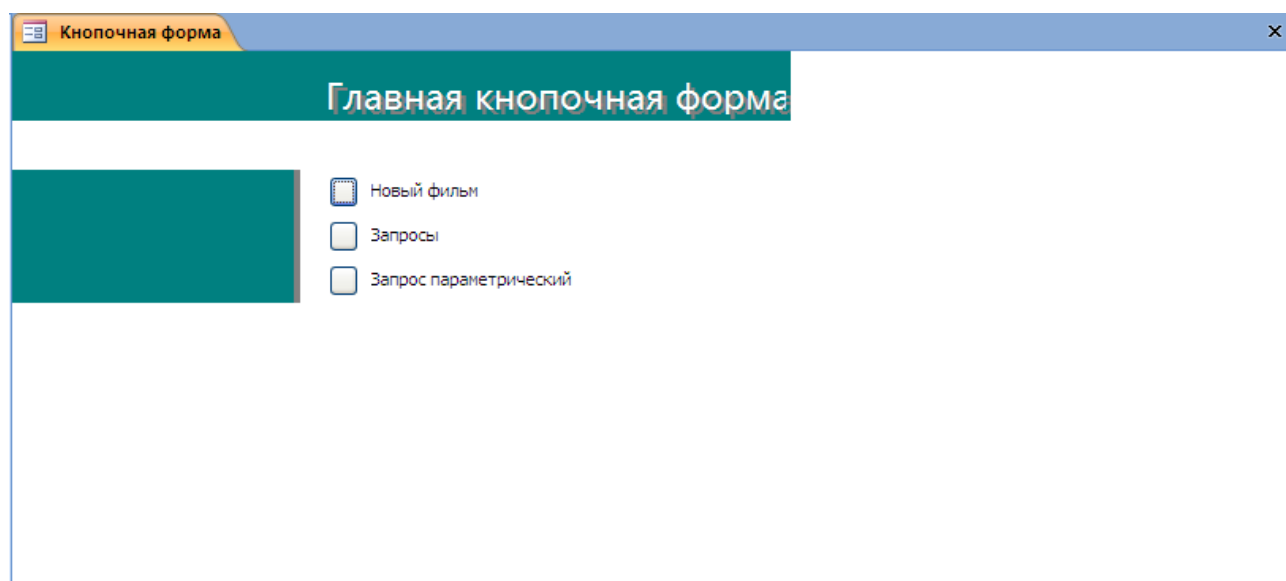 Кнопочная форма
Главная кнопочная форма
Новый фильм
Запросы
Запрос параметрический